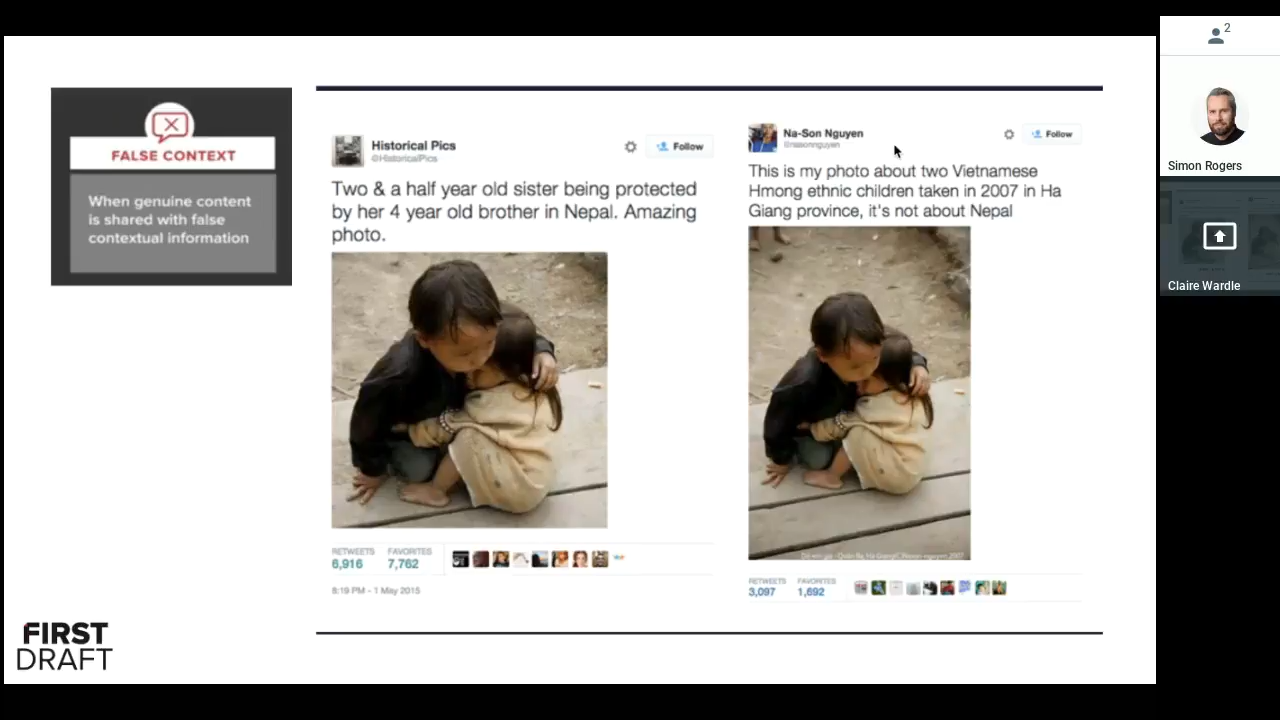 FALSE CONTEXT
When genuine content
is shared with false
contextual information
Historical Pics
@HistoricalPics
Follow
Two & a half year old sister being protected
by her 4 year old brother in Nepal. Amazing
photo.
RETWEETS
FAVORITES
6,916
7,762
8:19 PM - 1 May 2015
Na-Son Nguyen
Follow
This is my photo about two Vietnamese
Hmong ethnic children taken in 2007 in Ha
Giang province, it's not about Nepal
RETWEETS
FAVORITES
3,097
1,692
FIRST
DRAFT
2
Simon Rogers
Claire Wardle